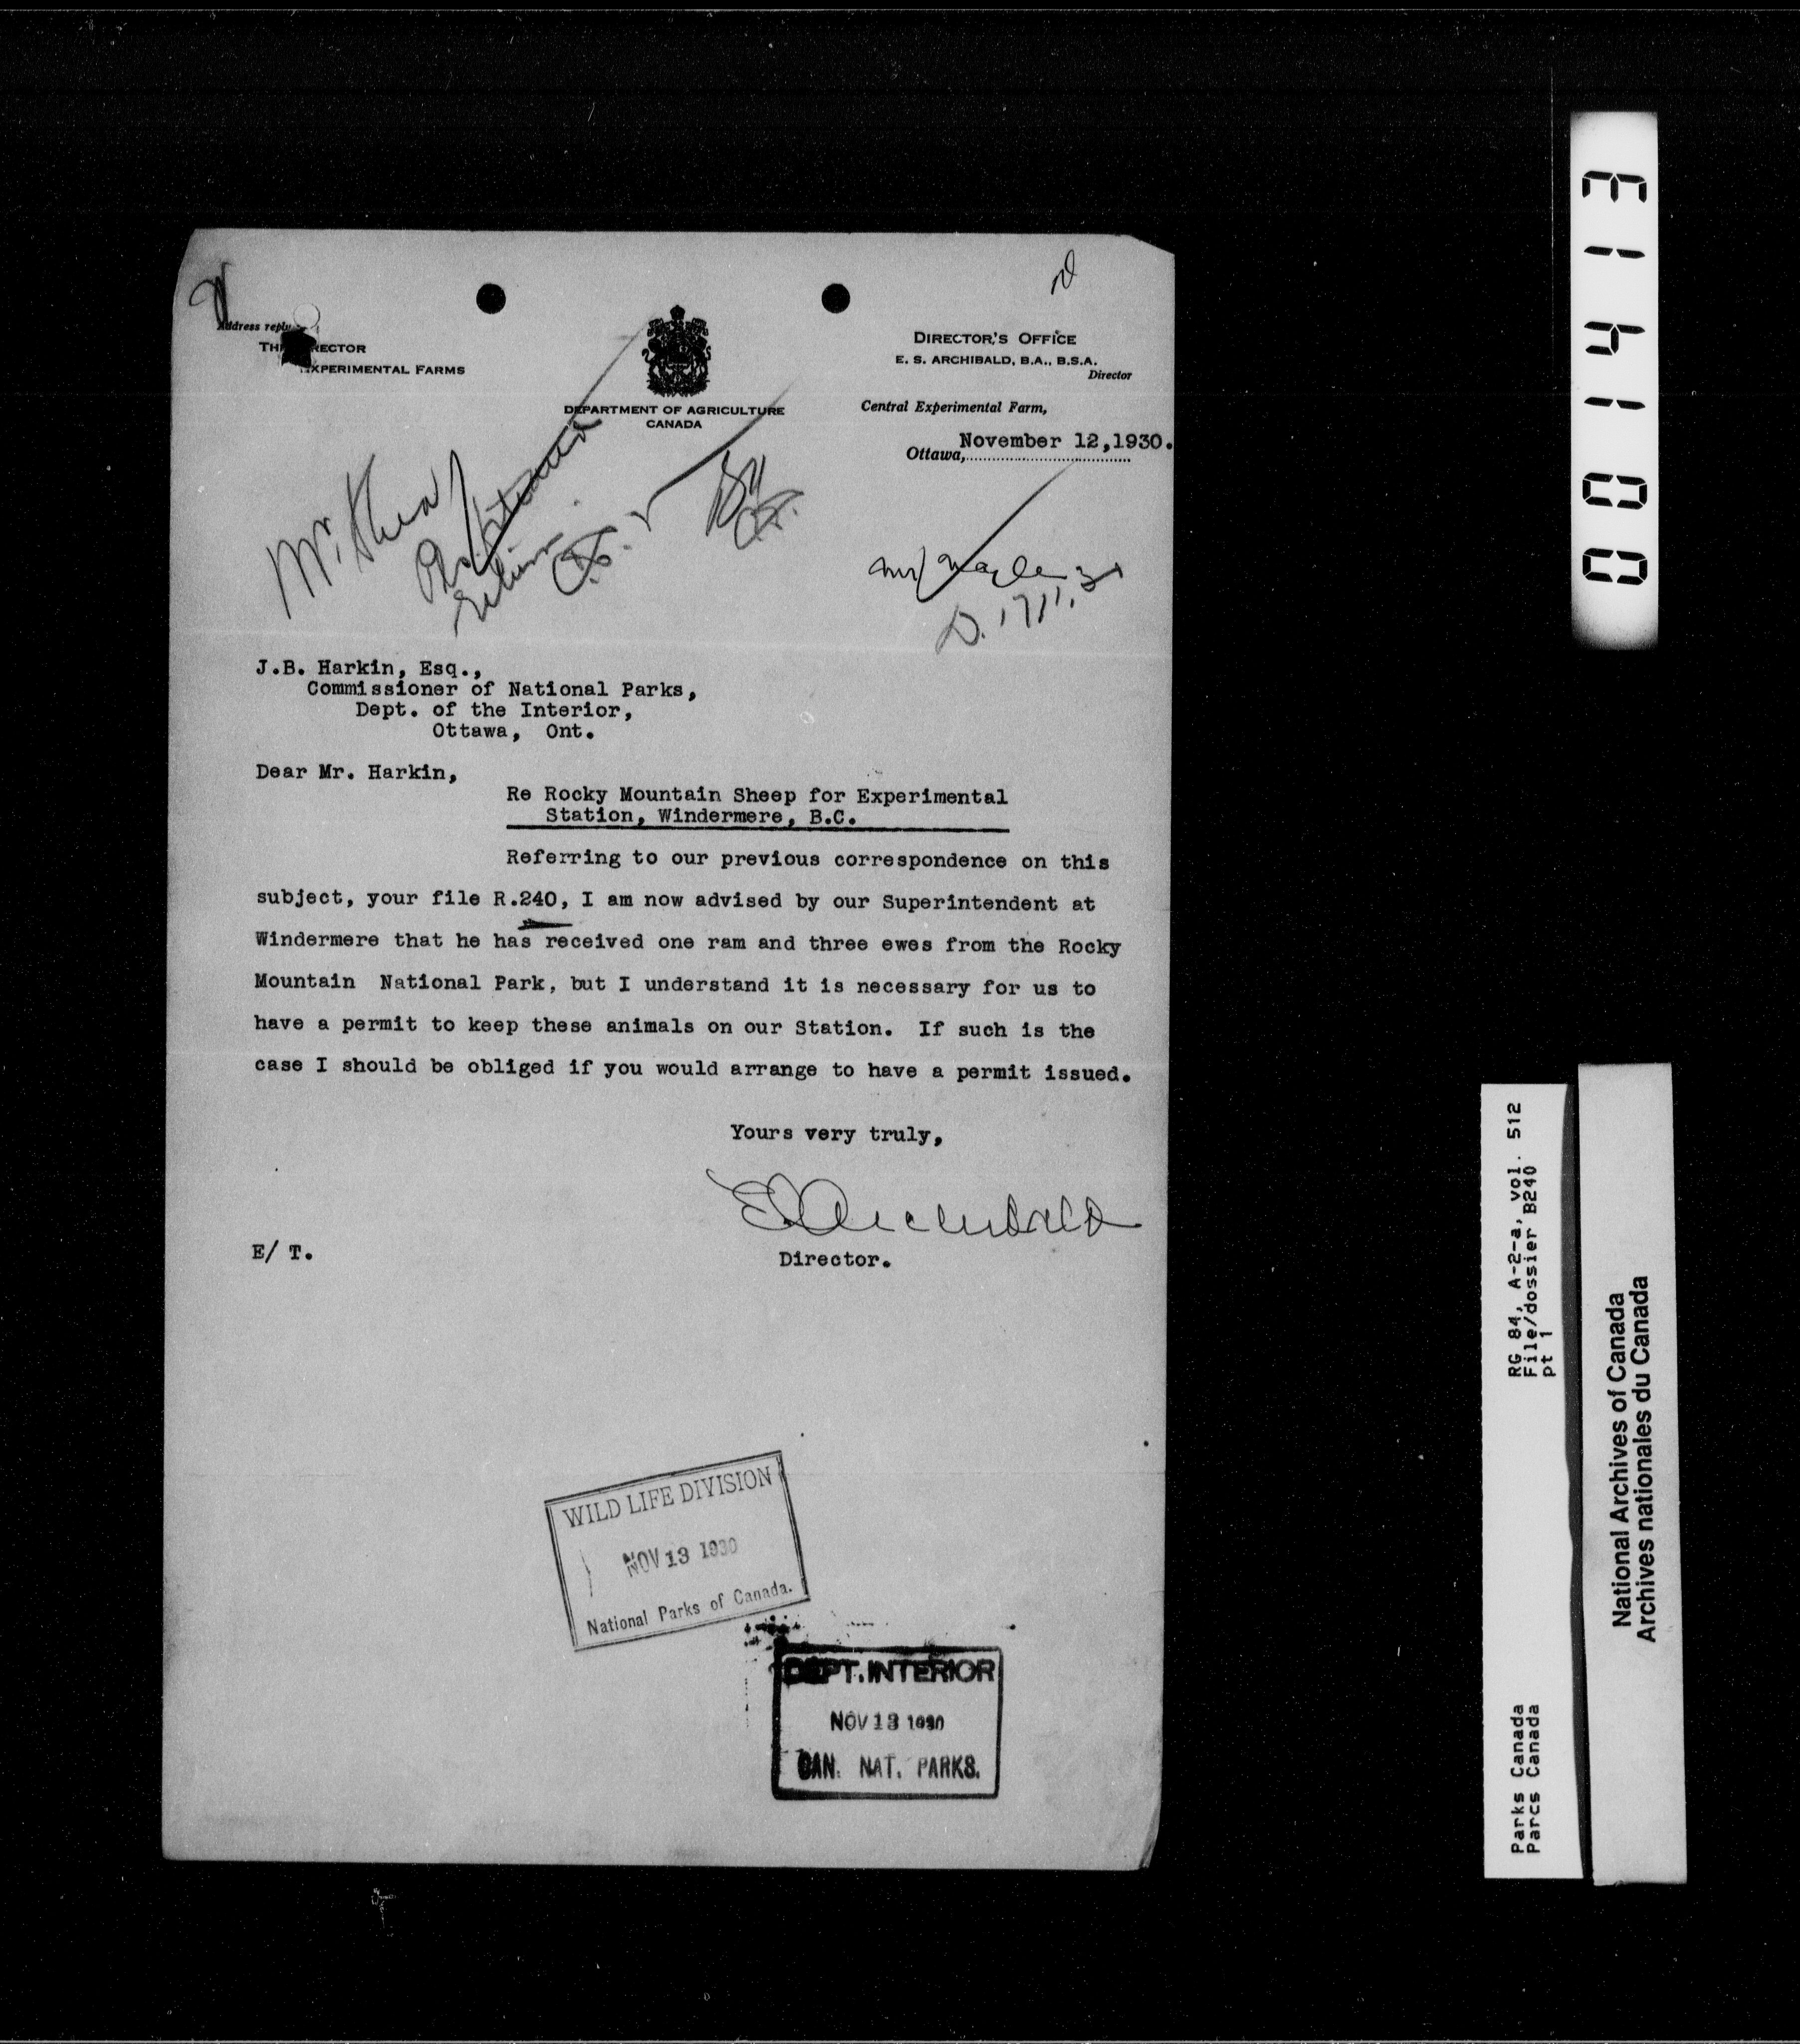 Address reply
DIRECTOR'S OFFICE
E. S. ARCHIBALD, B.A., B.S.A.
Director
RECTOR
EXPERIMENTAL FARMS
DEPARTMENT OF AGRICULTURE
CANADA
Central Experimental Farm,
Ottawa, November 12,1930.
Mr. Shea
J.B. Harkin, Esq.,
Commissioner of National Parks,
Dept. of the Interior,
Ottawa, Ont.
Dear Mr. Harkin,
Re Rocky Mountain Sheep for Experimental
Station, Windermere, B.C.
Referring to our previous correspondence on this
subject, your file R.240, I am now advised by our Superintendent at
Windermere that he has received one ram and three ewes from the Rocky
Mountain National Park, but I understand it is necessary for us to
have a permit to keep these animals on our Station. If such is the
case I should be obliged if you would arrange to have a permit issued.
Yours very truly,
E.S. Archibald
E/ T.
Director.
WILD LIFE DIVISION
NOV 13 1930
National Parks of Canada.
DEPT. INTERIOR
NOV 13 1930
CAN. NAT. PARKS.
001413
RG 84, A-2-a, vol. 512
File/dossier B240
pt 1
Parks Canada
Parcs Canada
National Archives of Canada
Archives nationales du Canada